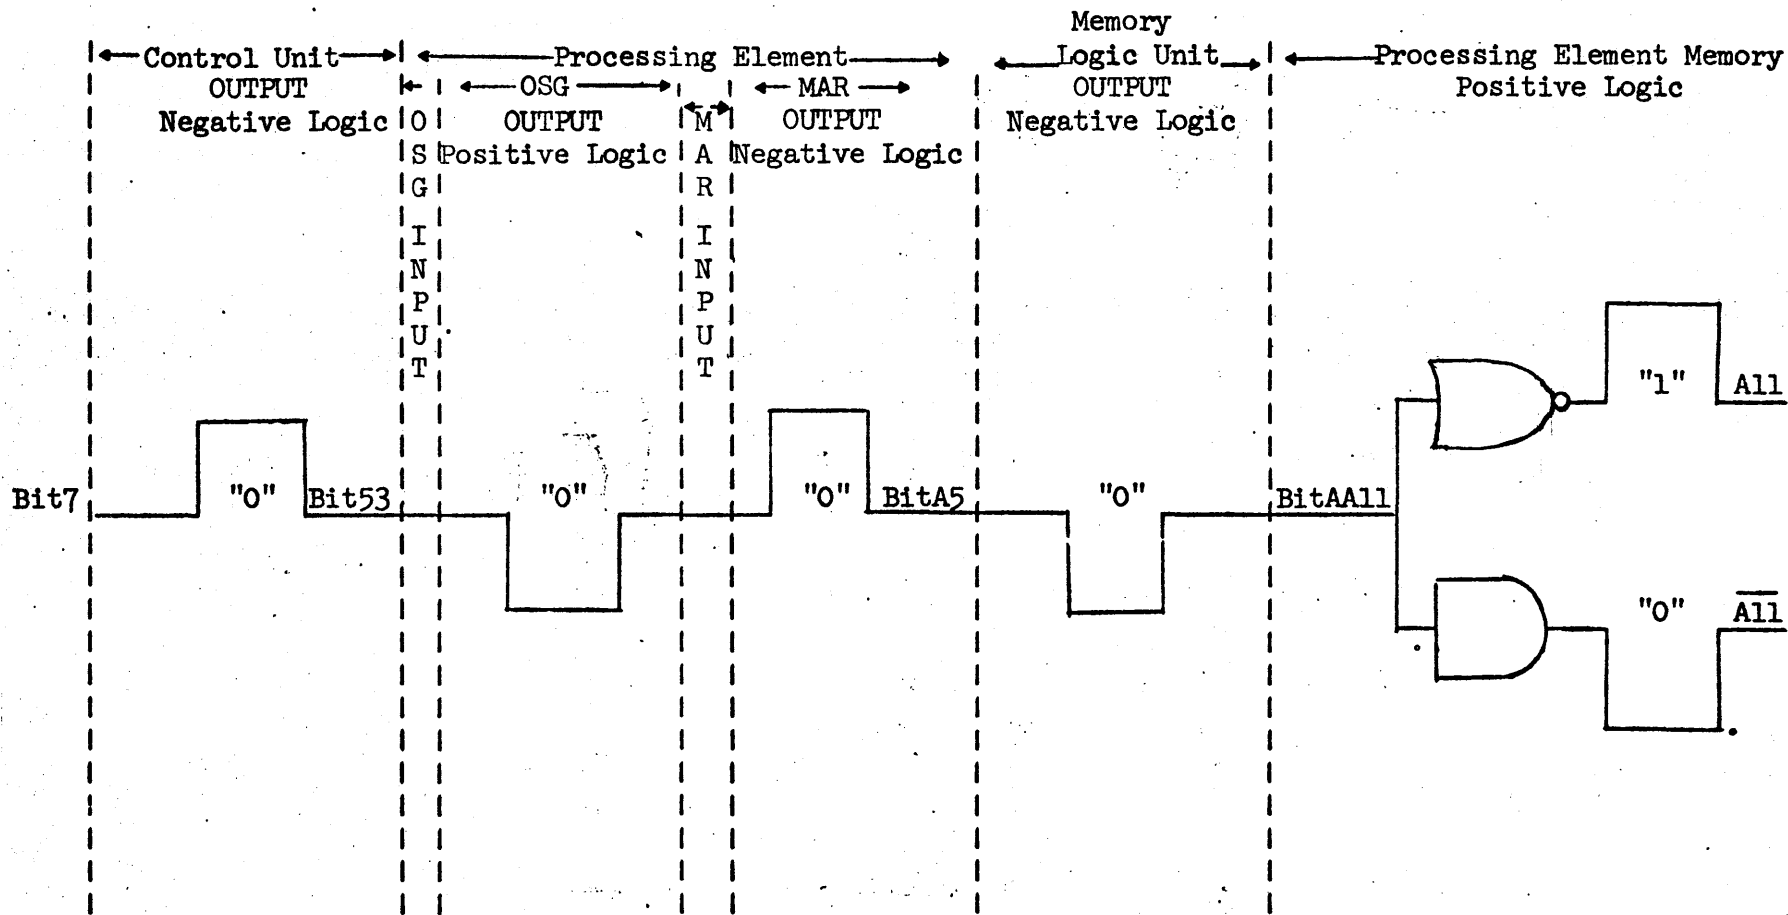 Control Unit
OUTPUT
Negative Logic
OSG INPUT
Processing Element
OSG
OUTPUT
Positive Logic
MAR INPUT
MAR
OUTPUT
Negative Logic
Memory
Logic Unit
OUTPUT
Negative Logic
Processing Element Memory
Positive Logic
Bit7
"0"
Bit53
"0"
"0"
BitA5
"0"
BitAA11
"1"
A11
"0"
A11